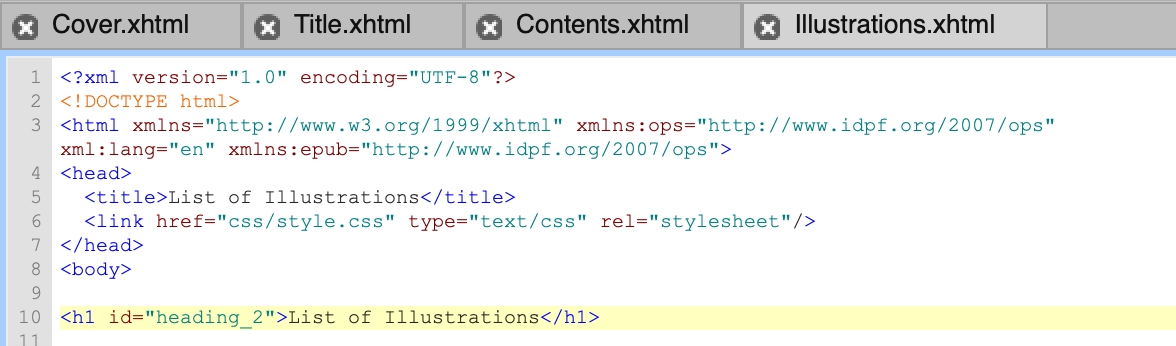 Cover.xhtml Title.xhtml Contents.xhtml Illustrations.xhtml
1 <?xml version="1.0" encoding="UTF-8"?>
2 <!DOCTYPE html>
3 <html xmlns="http://www.w3.org/1999/xhtml" xmlns:ops="http://www.idpf.org/2007/ops"
xml:lang="en" xmlns:epub="http://www.idpf.org/2007/ops">
4 <head>
5   <title>List of Illustrations</title>
6   <link href="css/style.css" type="text/css" rel="stylesheet"/>
7 </head>
8 <body>
9
10 <h1 id="heading_2">List of Illustrations</h1>
11